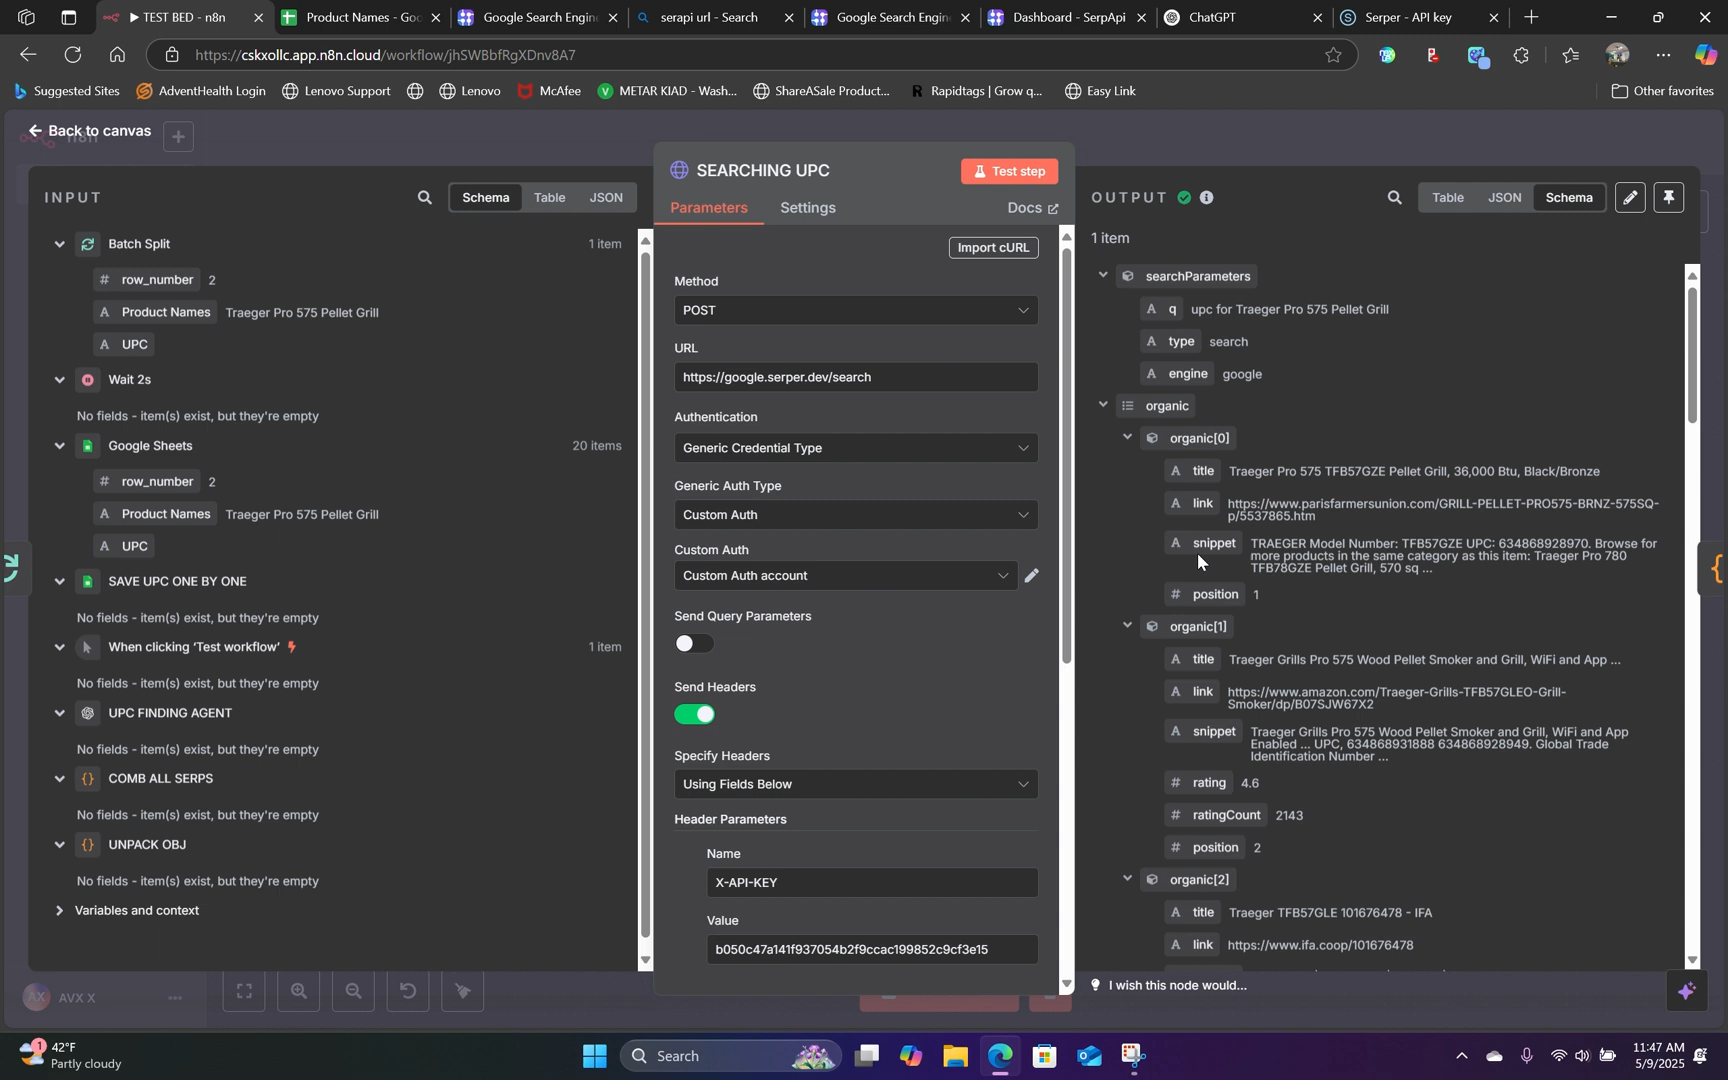 TEST BED - n8n
Product Names - Goo
Google Search Engin
serapi url - Search
Google Search Engin
Dashboard - SerpApi
ChatGPT
Serper - API key
https://cskxollc.app.n8n.cloud/workflow/jhSWBbfRgXDnv8A7
Suggested Sites
AdventHealth Login
Lenovo Support
Lenovo
McAfee
METAR KIAD - Wash...
ShareASale Product...
Rapidtags | Grow q...
Easy Link
Other favorites
Back to canvas
INPUT
Schema
Table
JSON
Batch Split
1 item
# row_number 2
A Product Names Traeger Pro 575 Pellet Grill
A UPC
Wait 2s
No fields - item(s) exist, but they're empty
Google Sheets
20 items
# row_number 2
A Product Names Traeger Pro 575 Pellet Grill
A UPC
SAVE UPC ONE BY ONE
No fields - item(s) exist, but they're empty
When clicking 'Test workflow'
1 item
No fields - item(s) exist, but they're empty
UPC FINDING AGENT
No fields - item(s) exist, but they're empty
{} COMB ALL SERPS
No fields - item(s) exist, but they're empty
{} UNPACK OBJ
No fields - item(s) exist, but they're empty
Variables and context
AX AVX X
SEARCHING UPC
Test step
Parameters
Settings
Docs
Import cURL
Method
POST
URL
https://google.serper.dev/search
Authentication
Generic Credential Type
Generic Auth Type
Custom Auth
Custom Auth
Custom Auth account
Send Query Parameters
Send Headers
Specify Headers
Using Fields Below
Header Parameters
Name
X-API-KEY
Value
b050c47a141f937054b2f9ccac199852c9cf3e15
OUTPUT
Table
JSON
Schema
1 item
searchParameters
A q upc for Traeger Pro 575 Pellet Grill
A type search
A engine google
organic
organic[0]
A title Traeger Pro 575 TFB57GZE Pellet Grill, 36,000 Btu, Black/Bronze
A link https://www.parisfarmersunion.com/GRILL-PELLET-PRO575-BRNZ-575SQ-
p/5537865.htm
A snippet TRAEGER Model Number: TFB57GZE UPC: 634868928970. Browse for
more products in the same category as this item: Traeger Pro 780
TFB78GZE Pellet Grill, 570 sq ...
# position 1
organic[1]
A title Traeger Grills Pro 575 Wood Pellet Smoker and Grill, WiFi and App ...
A link https://www.amazon.com/Traeger-Grills-TFB57GLEO-Grill-
Smoker/dp/B07SJW67X2
A snippet Traeger Grills Pro 575 Wood Pellet Smoker and Grill, WiFi and App
Enabled ... UPC, 634868931888 634868928949. Global Trade
Identification Number ...
# rating 4.6
# ratingCount 2143
# position 2
organic[2]
A title Traeger TFB57GLE 101676478 - IFA
A link https://www.ifa.coop/101676478
I wish this node would...
1
42°F
Partly cloudy
Search
11:47 AM
5/9/2025